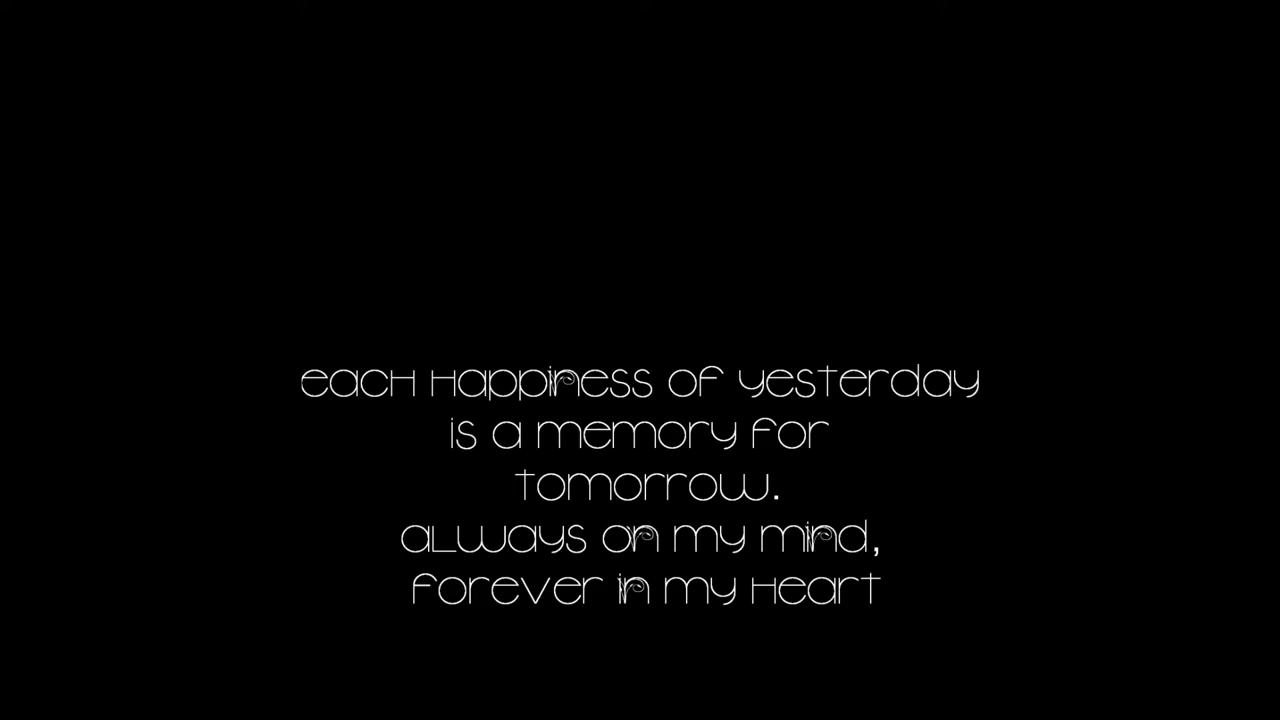 each happiness of yesterday
is a memory for
tomorrow.
always on my mind,
forever in my heart